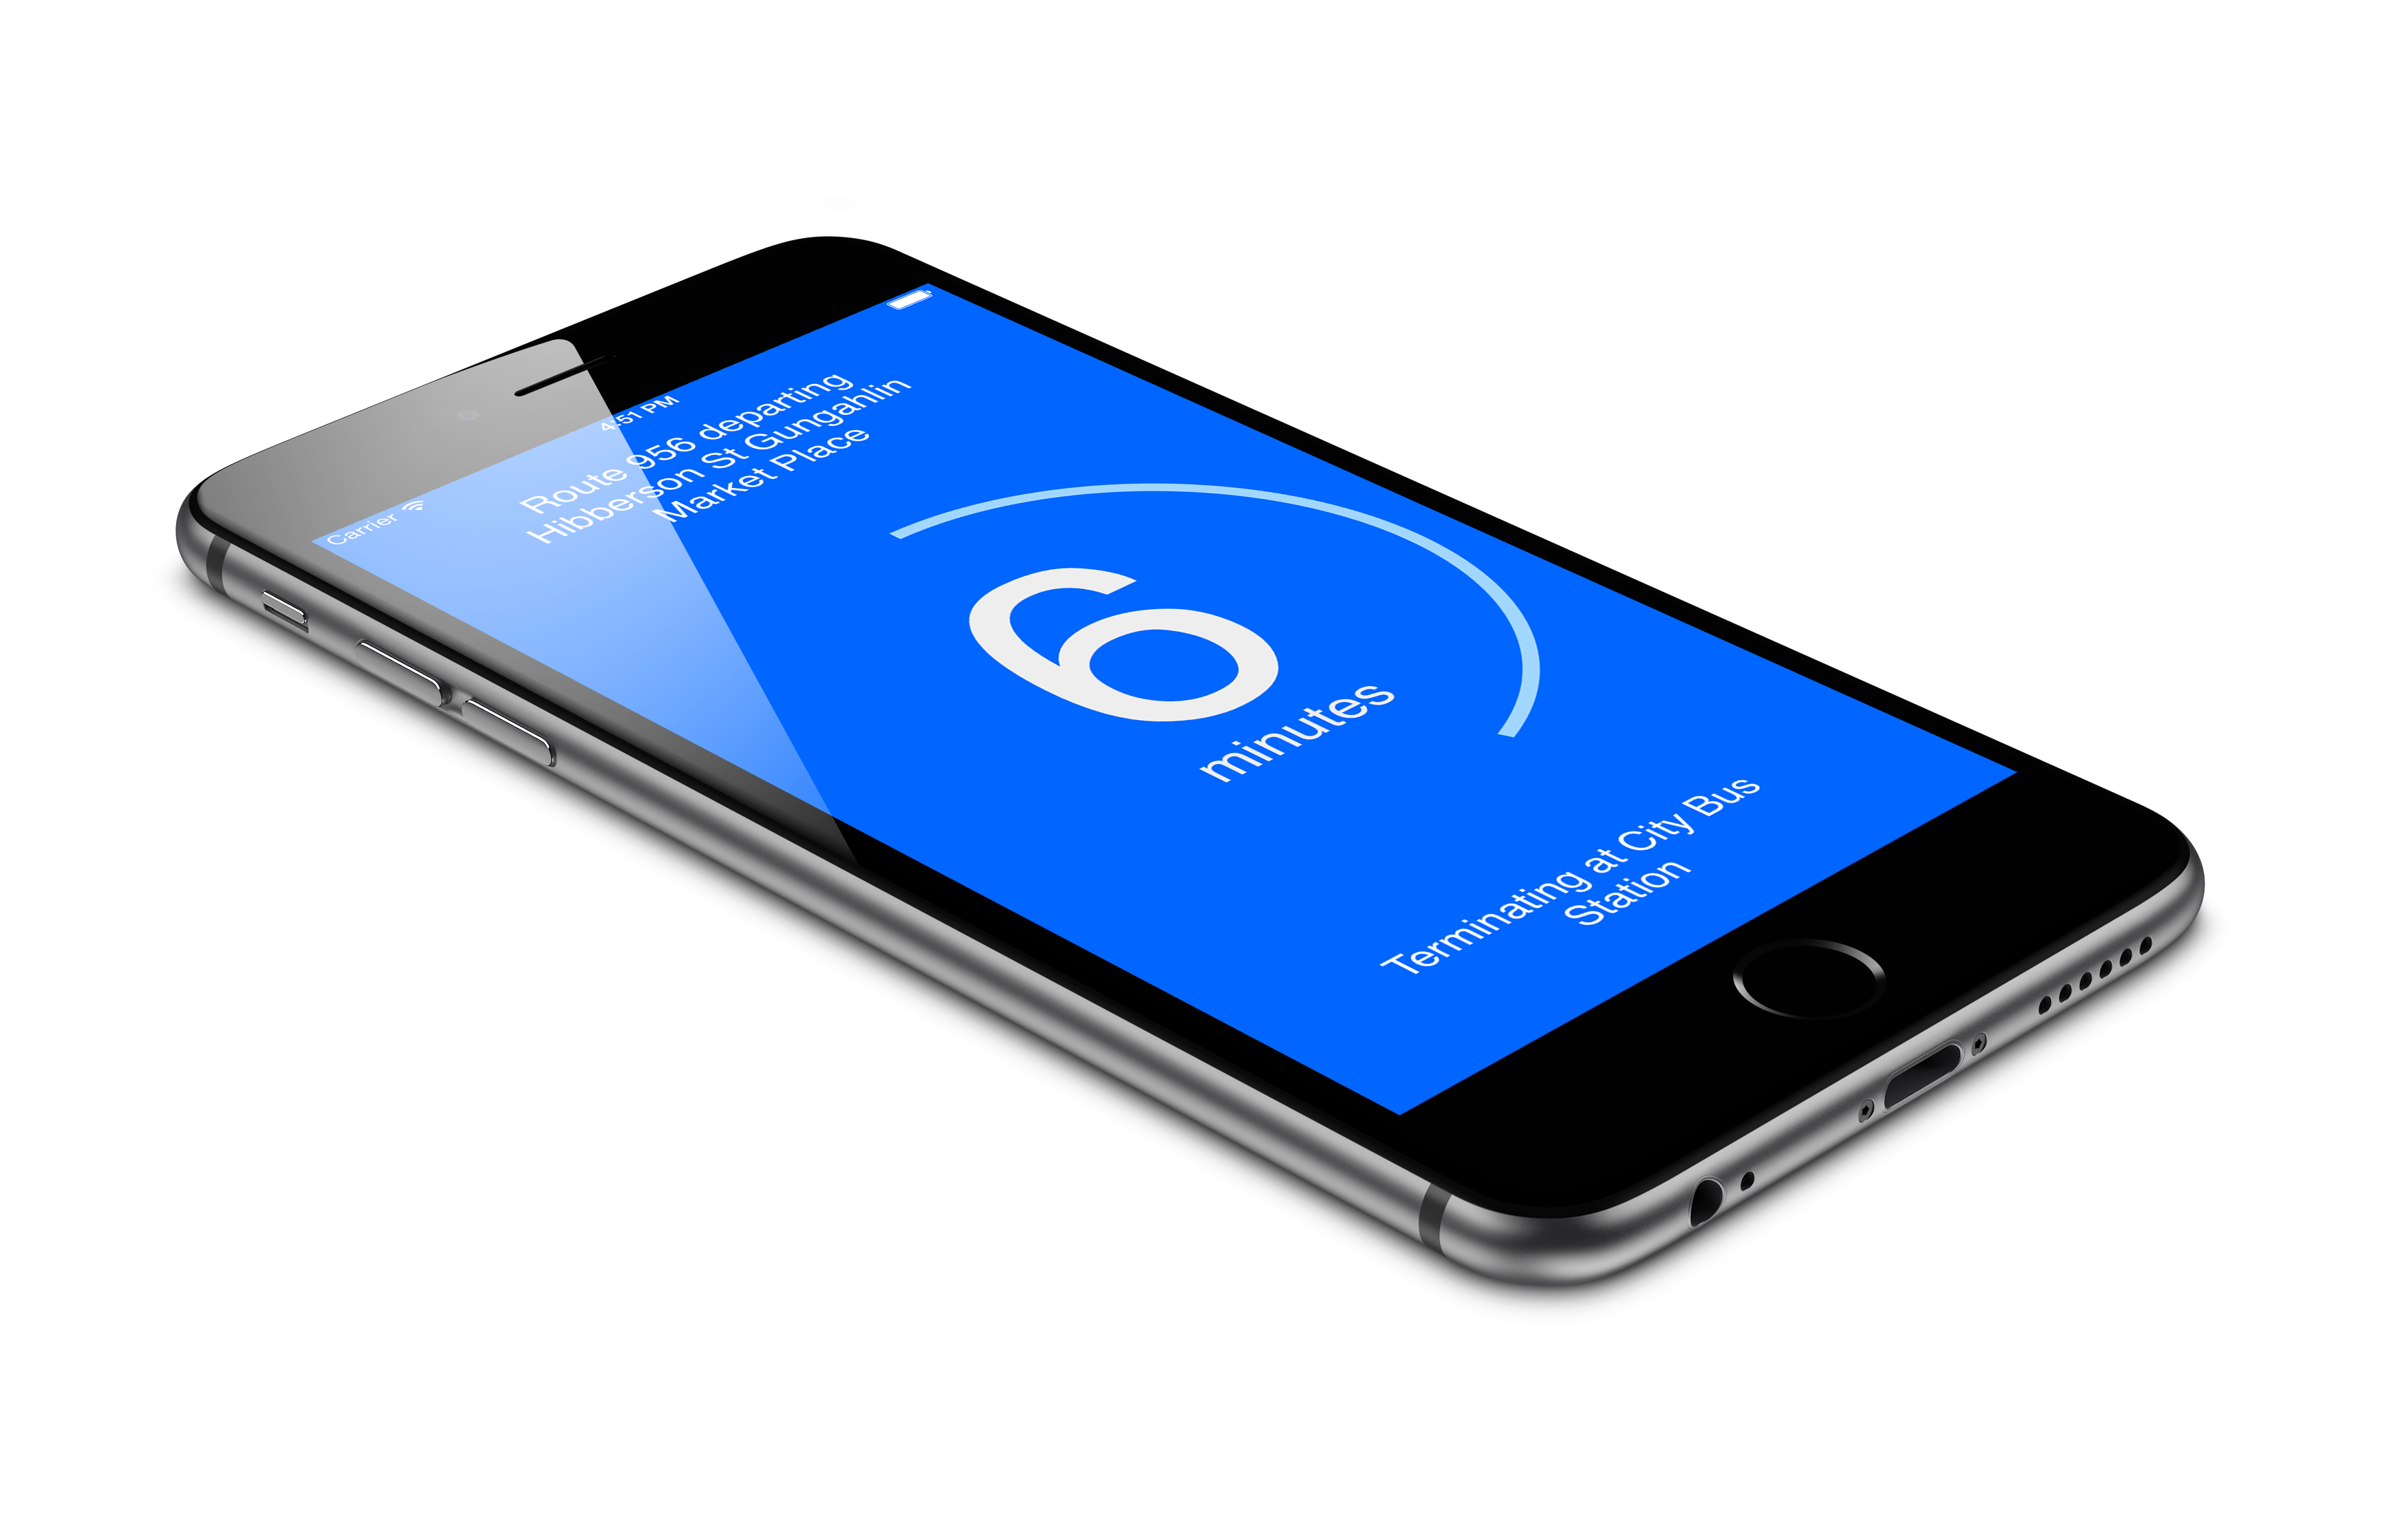 Carrier 4:51 PM
Route 956 departing
Hibberson St Gungahlin
Market Place
6
minutes
Terminating at City Bus
Station